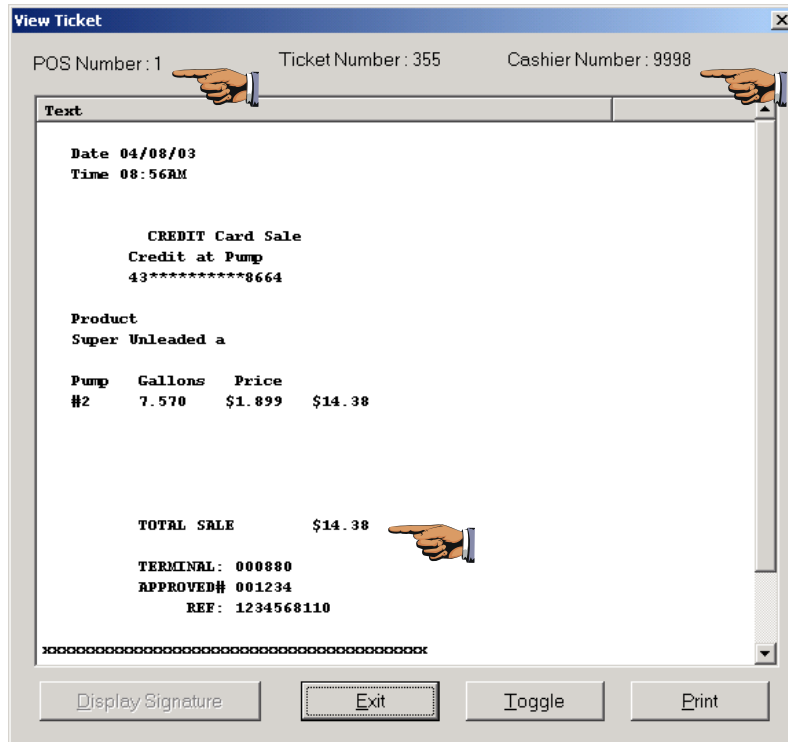 View Ticket
POS Number : 1 Ticket Number : 355 Cashier Number : 9998
Text
Date 04/08/03
Time 08:56AM
CREDIT Card Sale
Credit at Pump
43**********8664
Product
Super Unleaded a
Pump Gallons Price
#2 7.570 $1.899 $14.38
TOTAL SALE $14.38
TERMINAL: 000880
APPROVED# 001234
REF: 1234568110
xxxxxxxxxxxxxxxxxxxxxxxxxxxxxxxxxxxxxxxx
Display Signature Exit Toggle Print